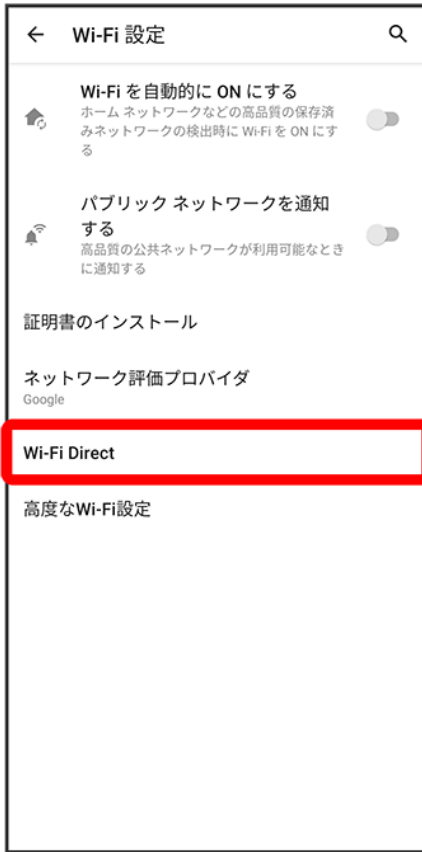 Wi-Fi 設定
Wi-Fi を自動的に ON にする
ホーム ネットワークなどの高品質の保存済
みネットワークの検出時に Wi-Fi を ON にす
る
パブリック ネットワークを通知
する
高品質の公共ネットワークが利用可能なとき
に通知する
証明書のインストール
ネットワーク評価プロバイダ
Google
Wi-Fi Direct
高度なWi-Fi設定